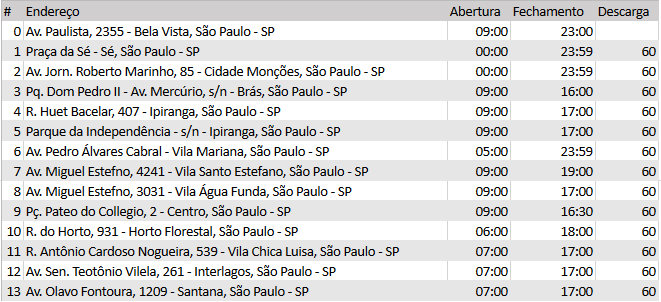 # Endereço Abertura Fechamento Descarga
0 Av. Paulista, 2355 - Bela Vista, São Paulo - SP 09:00 23:00
1 Praça da Sé - Sé, São Paulo - SP 00:00 23:59 60
2 Av. Jorn. Roberto Marinho, 85 - Cidade Monções, São Paulo - SP 00:00 23:59 60
3 Pq. Dom Pedro II - Av. Mercúrio, s/n - Brás, São Paulo - SP 09:00 16:00 60
4 R. Huet Bacelar, 407 - Ipiranga, São Paulo - SP 09:00 17:00 60
5 Parque da Independência - s/n - Ipiranga, São Paulo - SP 09:00 17:00 60
6 Av. Pedro Álvares Cabral - Vila Mariana, São Paulo - SP 05:00 23:59 60
7 Av. Miguel Estefno, 4241 - Vila Santo Estefano, São Paulo - SP 09:00 19:00 60
8 Av. Miguel Estefno, 3031 - Vila Água Funda, São Paulo - SP 09:00 17:00 60
9 Pç. Pateo do Collegio, 2 - Centro, São Paulo - SP 09:00 16:30 60
10 R. do Horto, 931 - Horto Florestal, São Paulo - SP 06:00 18:00 60
11 R. Antônio Cardoso Nogueira, 539 - Vila Chica Luisa, São Paulo - SP 07:00 17:00 60
12 Av. Sen. Teotônio Vilela, 261 - Interlagos, São Paulo - SP 07:00 17:00 60
13 Av. Olavo Fontoura, 1209 - Santana, São Paulo - SP 07:00 17:00 60